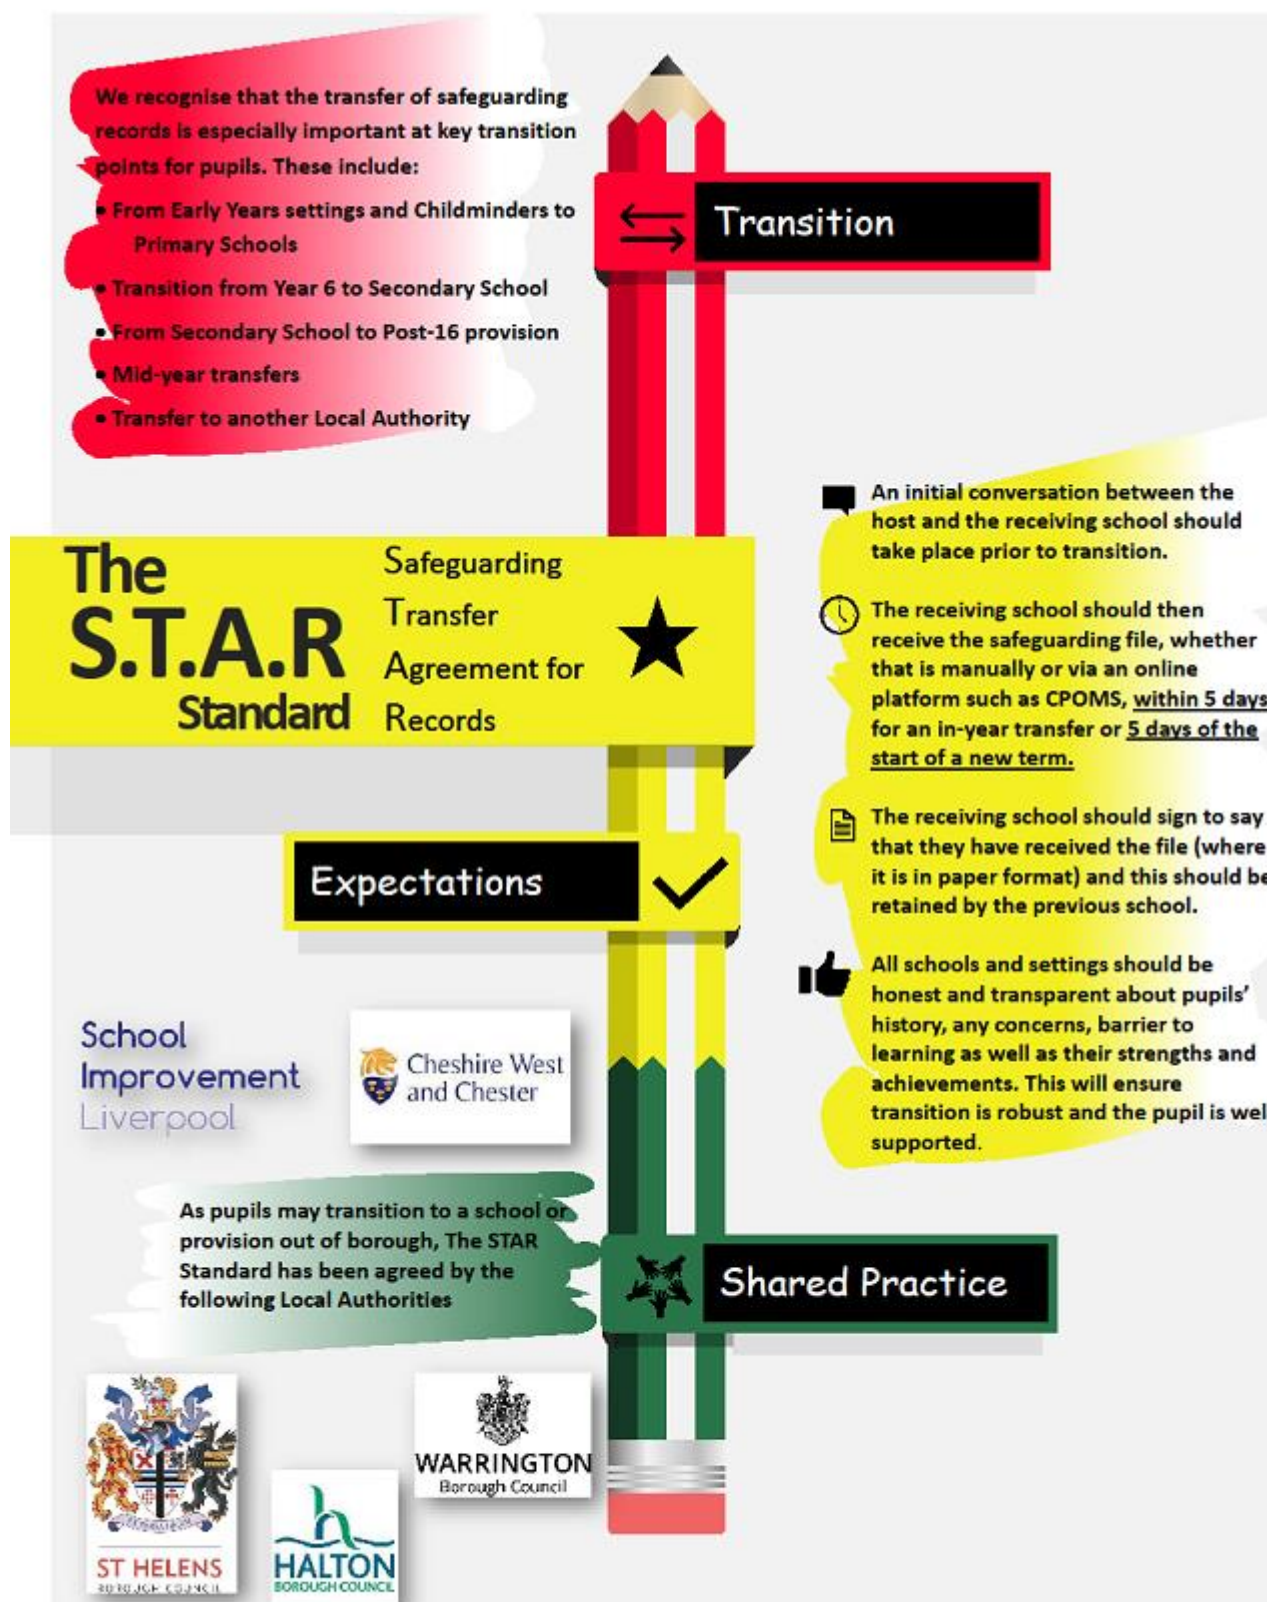 We recognise that the transfer of safeguarding
records is especially important at key transition
points for pupils. These include:
• From Early Years settings and Childminders to
Primary Schools
• Transition from Year 6 to Secondary School
• From Secondary School to Post-16 provision
• Mid-year transfers
• Transfer to another Local Authority
Transition
The
S.T.A.R
Standard
Safeguarding
Transfer
Agreement for
Records
An initial conversation between the
host and the receiving school should
take place prior to transition.
The receiving school should then
receive the safeguarding file, whether
that is manually or via an online
platform such as CPOMS, within 5 days
for an in-year transfer or 5 days of the
start of a new term.
The receiving school should sign to say
that they have received the file (where
it is in paper format) and this should be
retained by the previous school.
All schools and settings should be
honest and transparent about pupils’
history, any concerns, barrier to
learning as well as their strengths and
achievements. This will ensure
transition is robust and the pupil is wel
supported.
Expectations
School
Improvement
Liverpool
Cheshire West
and Chester
As pupils may transition to a school or
provision out of borough, The STAR
Standard has been agreed by the
following Local Authorities
Shared Practice
WARRINGTON
Borough Council
ST HELENS
BOROUGH COUNCIL
HALTON
BOROUGH COUNCIL